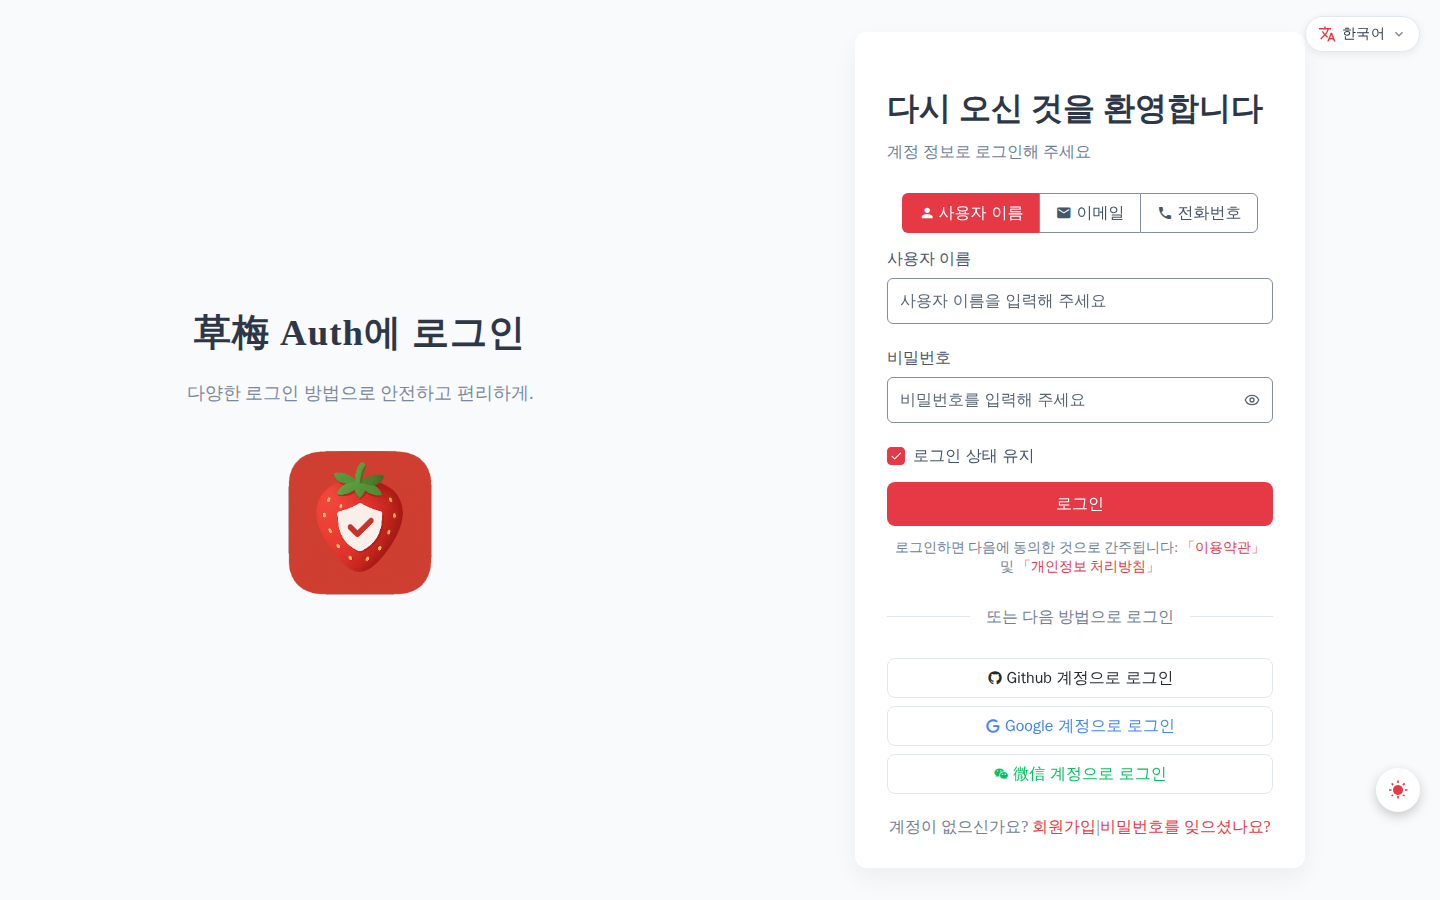 한국어
草梅 Auth에 로그인
다양한 로그인 방법으로 안전하고 편리하게.
다시 오신 것을 환영합니다
계정 정보로 로그인해 주세요
사용자 이름 이메일 전화번호
사용자 이름
사용자 이름을 입력해 주세요
비밀번호
비밀번호를 입력해 주세요
로그인 상태 유지
로그인
로그인하면 다음에 동의한 것으로 간주됩니다: 「이용약관」
및 「개인정보 처리방침」
또는 다음 방법으로 로그인
Github 계정으로 로그인
Google 계정으로 로그인
微信 계정으로 로그인
계정이 없으신가요? 회원가입|비밀번호를 잊으셨나요?